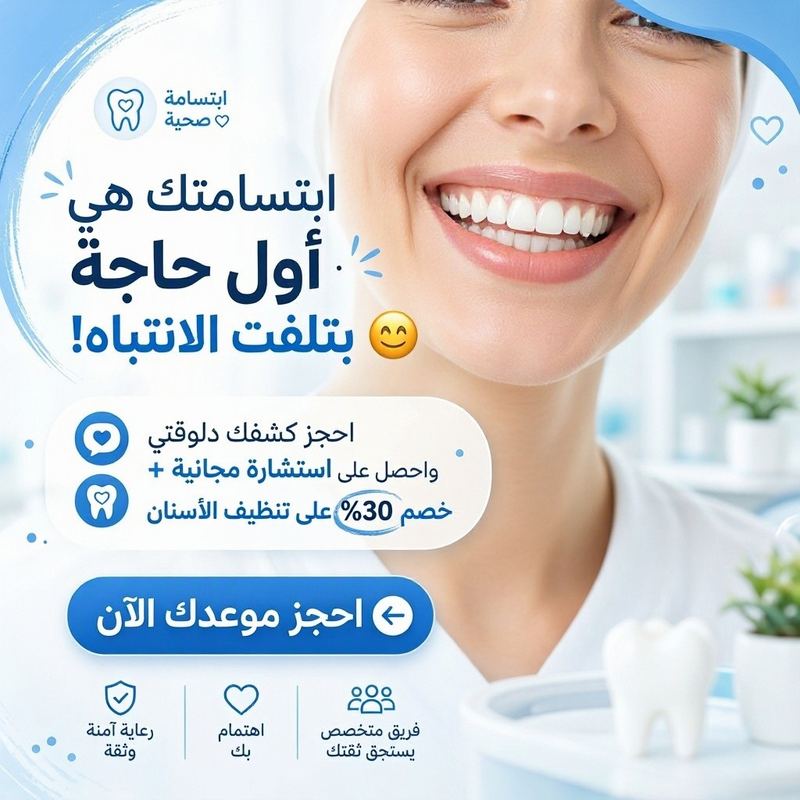 ابتسامة
صحية
ابتسامتك هي
أول حاجة
بتلفت الانتباه!
احجز كشفك دلوقتي
واحصل على استشارة مجانية +
خصم 30% على تنظيف الأسنان
احجز موعدك الآن
فريق متخصص
يستجق ثقتك
اهتمام
بك
رعاية آمنة
وثقة